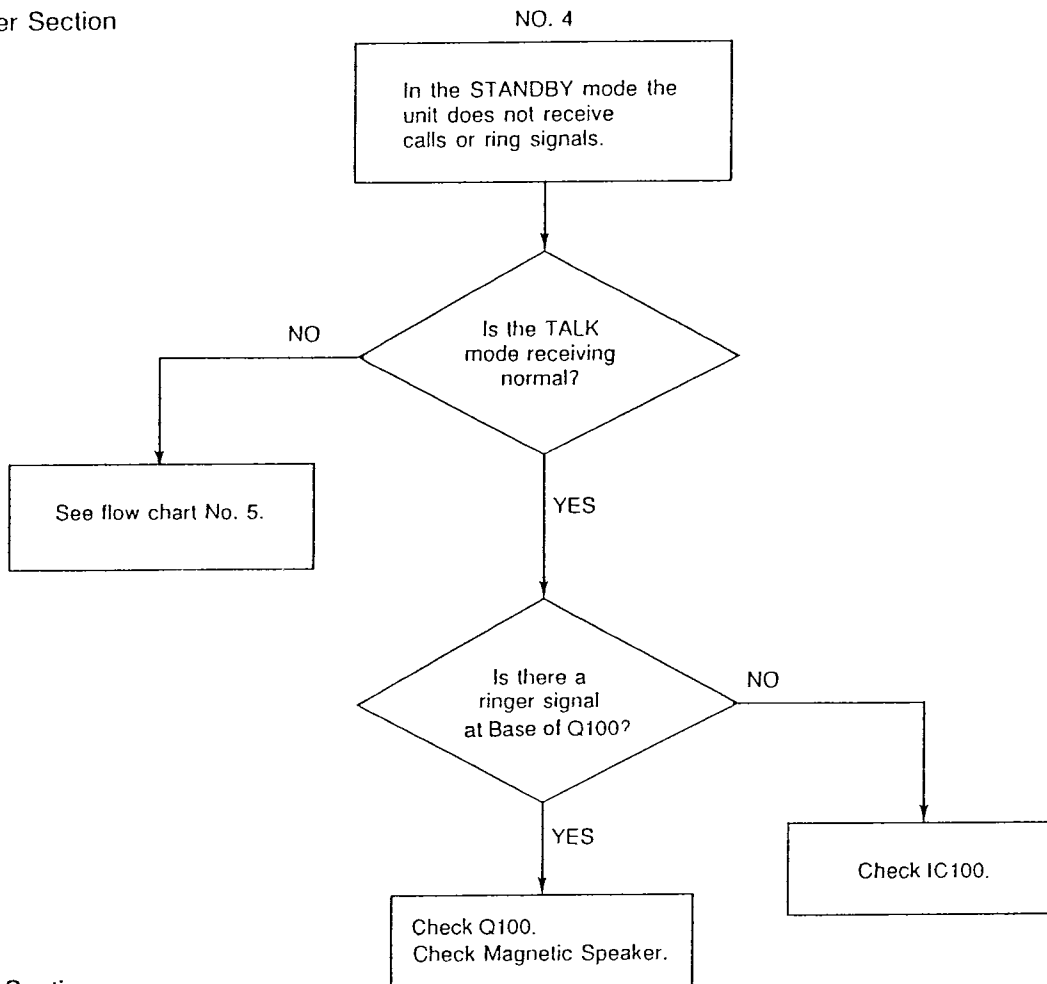 er Section
NO. 4
In the STANDBY mode the
unit does not receive
calls or ring signals.
Is the TALK
mode receiving
normal?
NO
See flow chart No. 5.
YES
Is there a
ringer signal
at Base of Q100?
NO
Check IC100.
YES
Check Q100.
Check Magnetic Speaker.